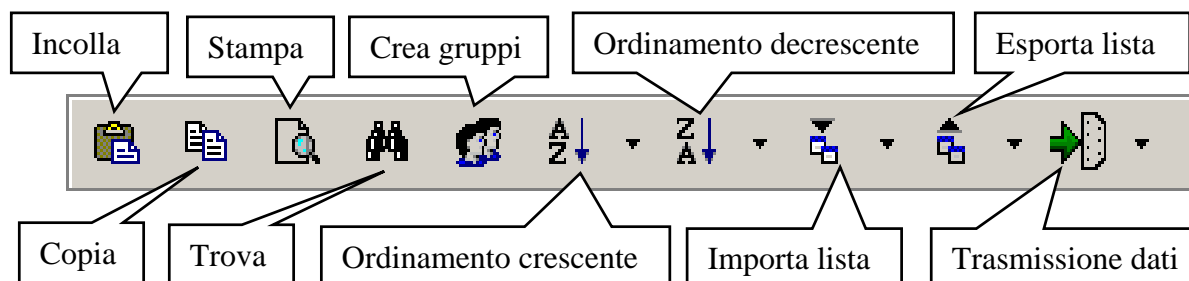 Incolla
Stampa
Crea gruppi
Ordinamento decrescente
Esporta lista
A
Z
Z
A
Copia
Trova
Ordinamento crescente
Importa lista
Trasmissione dati